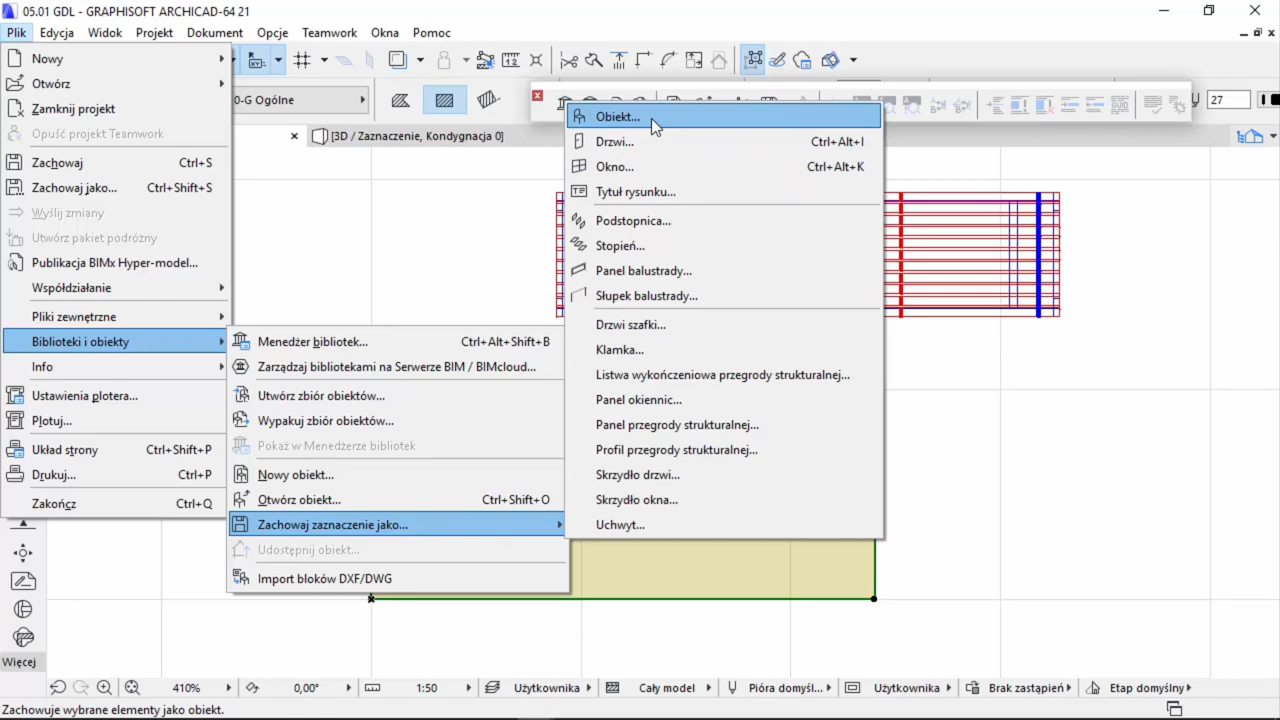 05.01 GDL - GRAPHISOFT ARCHICAD-64 21
Plik Edycja Widok Projekt Dokument Opcje Teamwork Okna Pomoc
Nowy
Otwórz
Zamknij projekt
Opuść projekt Teamwork
Zachowaj Ctrl+S
Zachowaj jako... Ctrl+Shift+S
Wyślij zmiany
Utwórz pakiet podróżny
Publikacja BIMx Hyper-model...
Współdziałanie
Pliki zewnętrzne
Biblioteki i obiekty
Info
Ustawienia plotera...
Plotuj...
Układ strony Ctrl+Shift+P
Drukuj... Ctrl+P
Zakończ Ctrl+Q
0-G Ogólne
27
[3D / Zaznaczenie, Kondygnacja 0]
Menedżer bibliotek... Ctrl+Alt+Shift+B
Zarządzaj bibliotekami na Serwerze BIM / BIMcloud...
Utwórz zbiór obiektów...
Wypakuj zbiór obiektów...
Pokaż w Menedżerze bibliotek
Nowy obiekt...
Otwórz obiekt... Ctrl+Shift+O
Zachowaj zaznaczenie jako...
Udostępnij obiekt...
Import bloków DXF/DWG
Obiekt...
Drzwi... Ctrl+Alt+I
Okno... Ctrl+Alt+K
Tytuł rysunku...
Podstopnica...
Stopień...
Panel balustrady...
Słupek balustrady...
Drzwi szafki...
Klamka...
Listwa wykończeniowa przegrody strukturalnej...
Panel okiennic...
Panel przegrody strukturalnej...
Profil przegrody strukturalnej...
Skrzydło drzwi...
Skrzydło okna...
Uchwyt...
Więcej
410% 0,00° 1:50 Użytkownika Cały model Pióra domyśl... Użytkownika Brak zastąpień Etap domyślny
Zachowuje wybrane elementy jako obiekt.